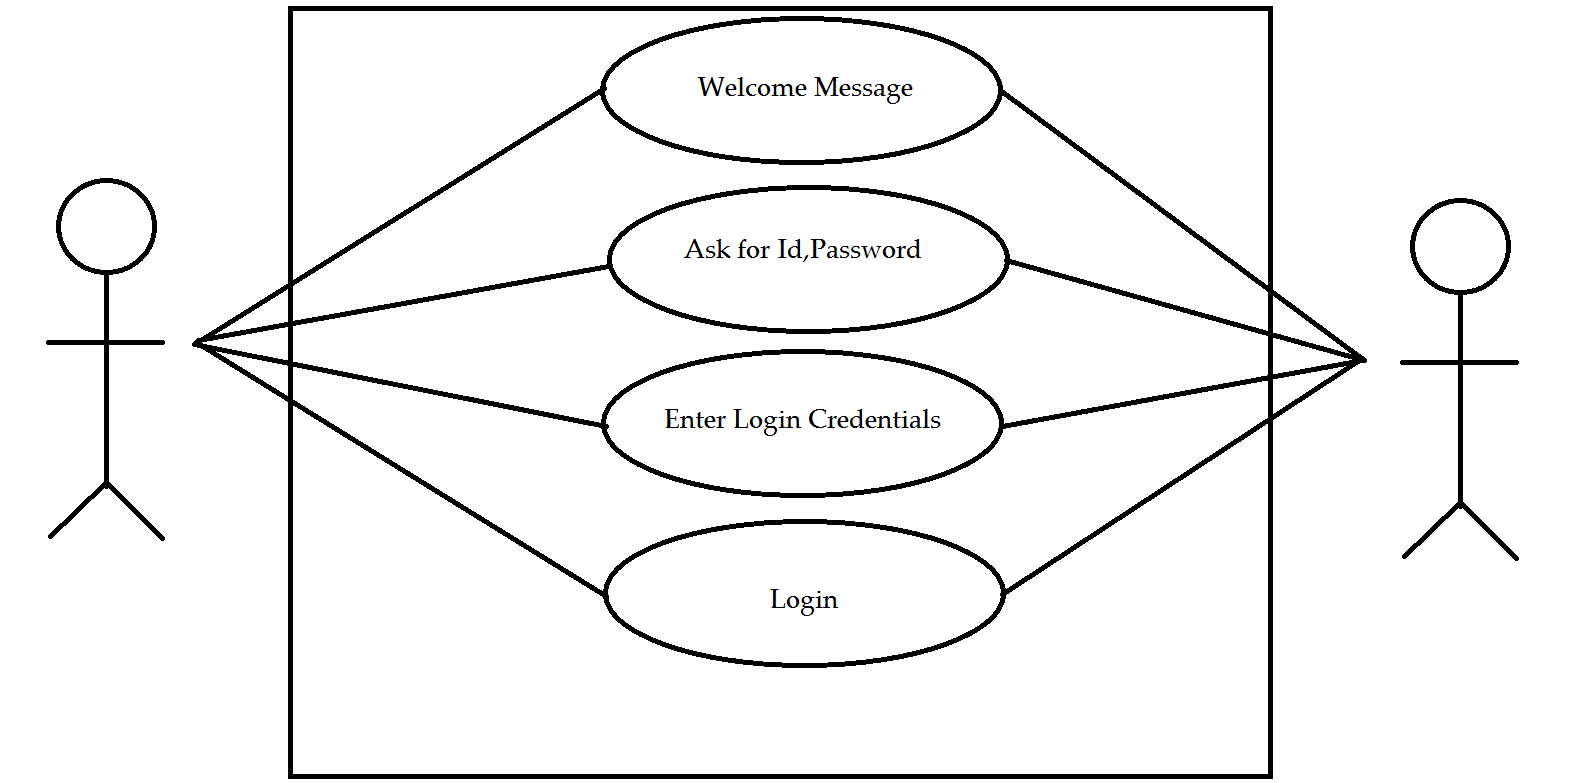 Welcome Message
Ask for Id,Password
Enter Login Credentials
Login